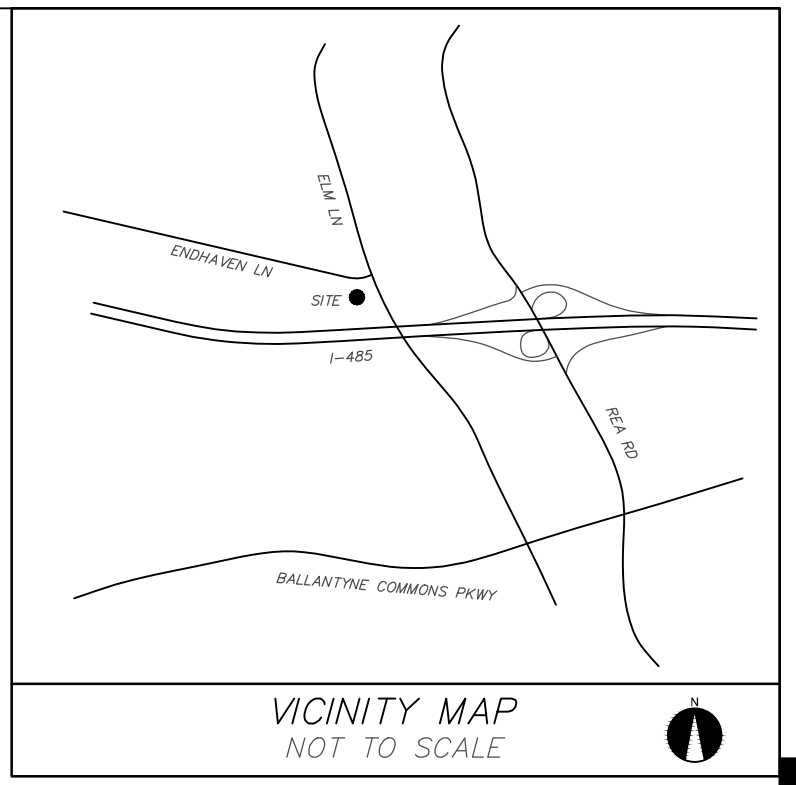 ELM LN
ENDHAVEN LN
SITE
I-485
REA RD
BALLANTYNE COMMONS PKWY
VICINITY MAP
NOT TO SCALE
N